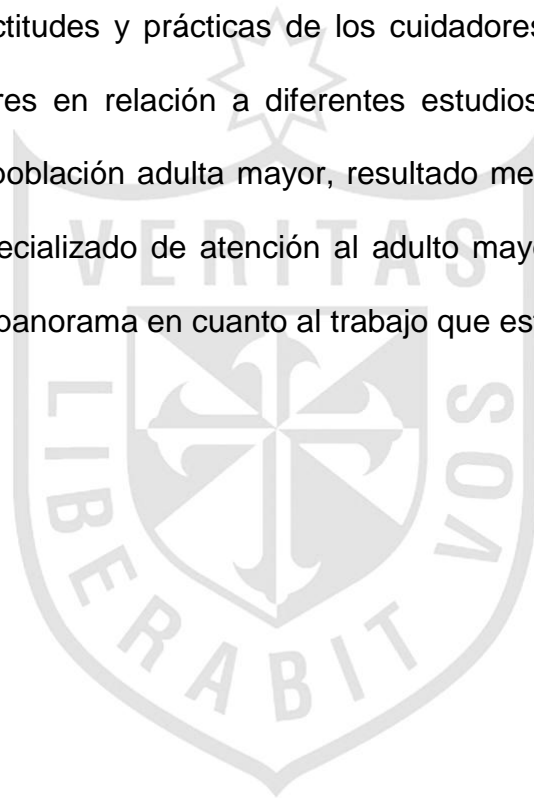 ctitudes y prácticas de los cuidadores
res en relación a diferentes estudios
población adulta mayor, resultado me
ecializado de atención al adulto mayo
panorama en cuanto al trabajo que est
VERITAS
LIBERABIT
VOS